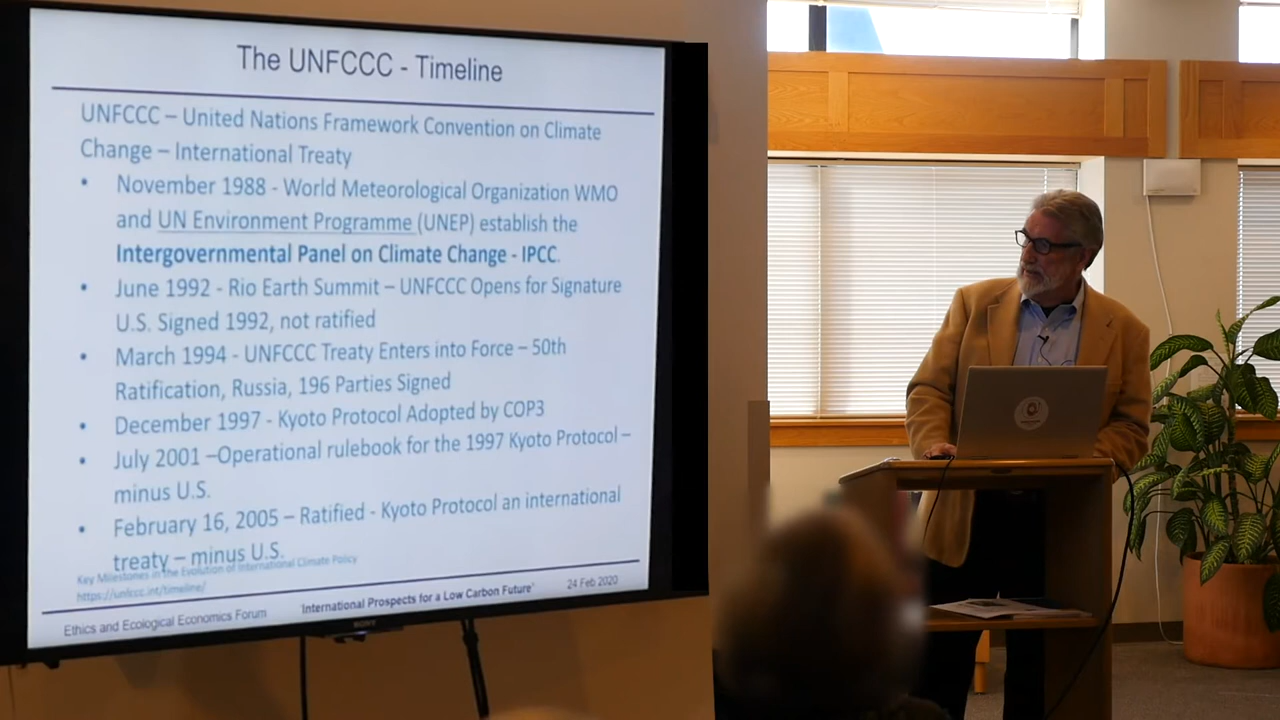 The UNFCCC - Timeline
UNFCCC – United Nations Framework Convention on Climate
Change – International Treaty
• November 1988 - World Meteorological Organization WMO
and UN Environment Programme (UNEP) establish the
Intergovernmental Panel on Climate Change - IPCC.
• June 1992 - Rio Earth Summit – UNFCCC Opens for Signature
U.S. Signed 1992, not ratified
• March 1994 - UNFCCC Treaty Enters into Force – 50th
Ratification, Russia, 196 Parties Signed
• December 1997 - Kyoto Protocol Adopted by COP3
• July 2001 –Operational rulebook for the 1997 Kyoto Protocol –
minus U.S.
• February 16, 2005 – Ratified - Kyoto Protocol an international
treaty – minus U.S.
Key Milestones in the Evolution of International Climate Policy
https://unfccc.int/timeline/
Ethics and Ecological Economics Forum 'International Prospects for a Low Carbon Future' 24 Feb 2020
SONY